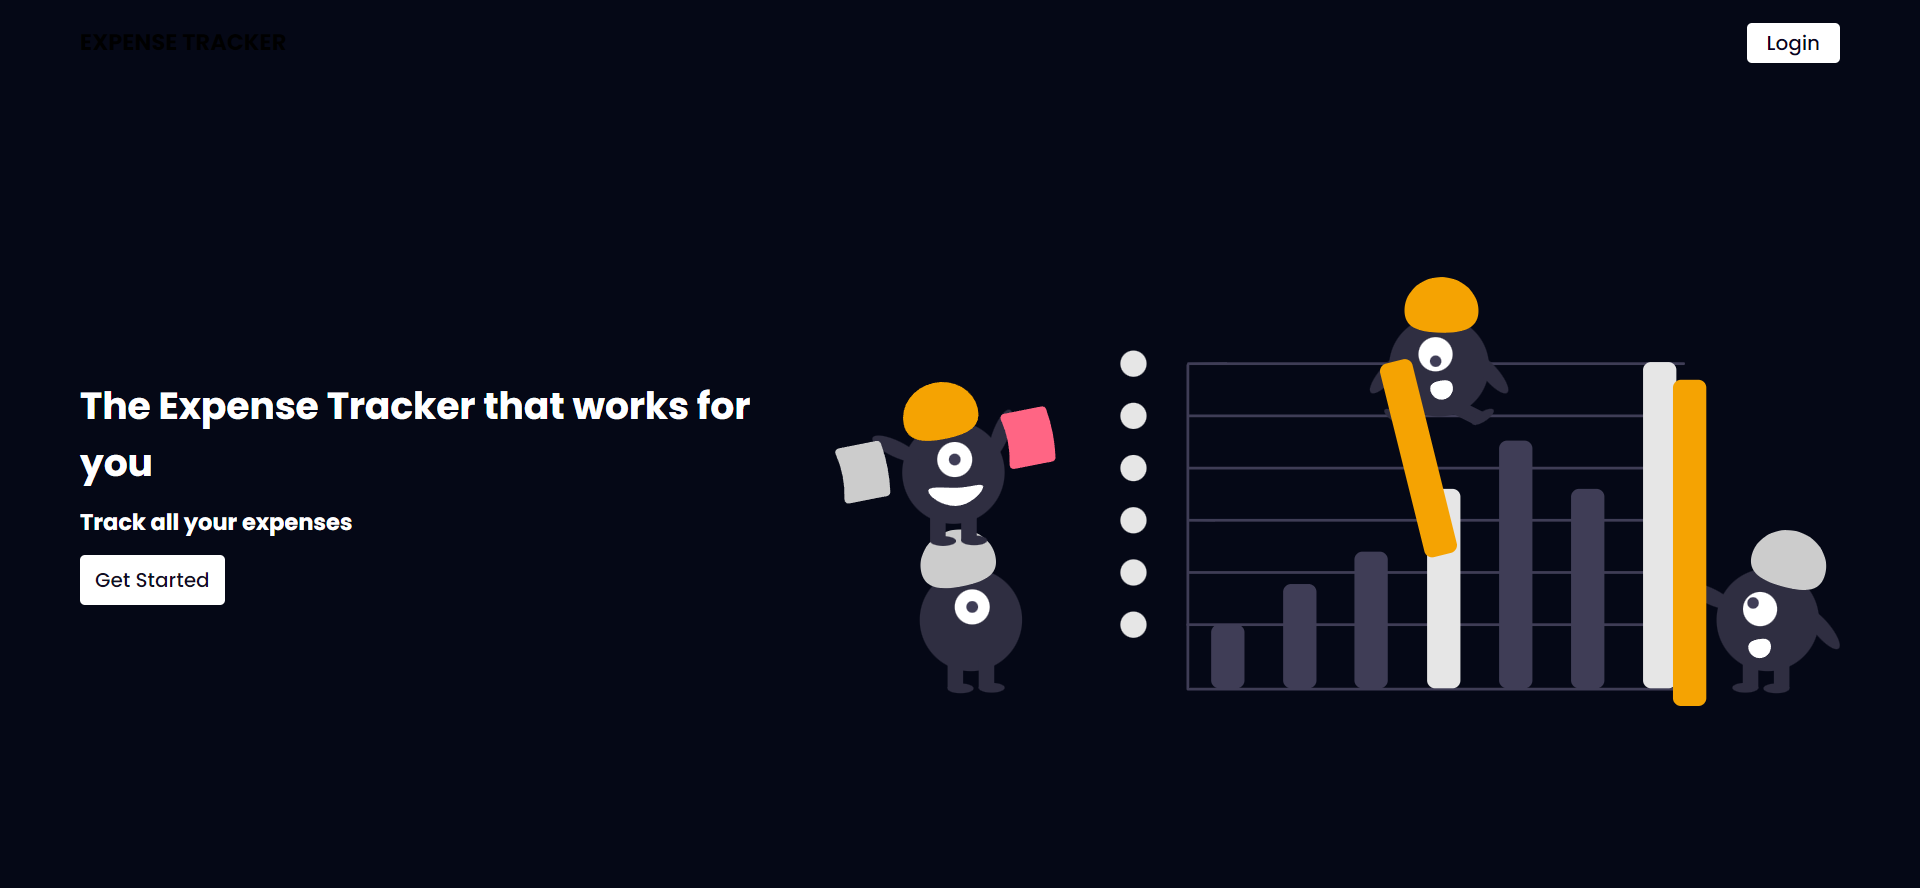 EXPENSE TRACKER
Login
The Expense Tracker that works for
you
Track all your expenses
Get Started